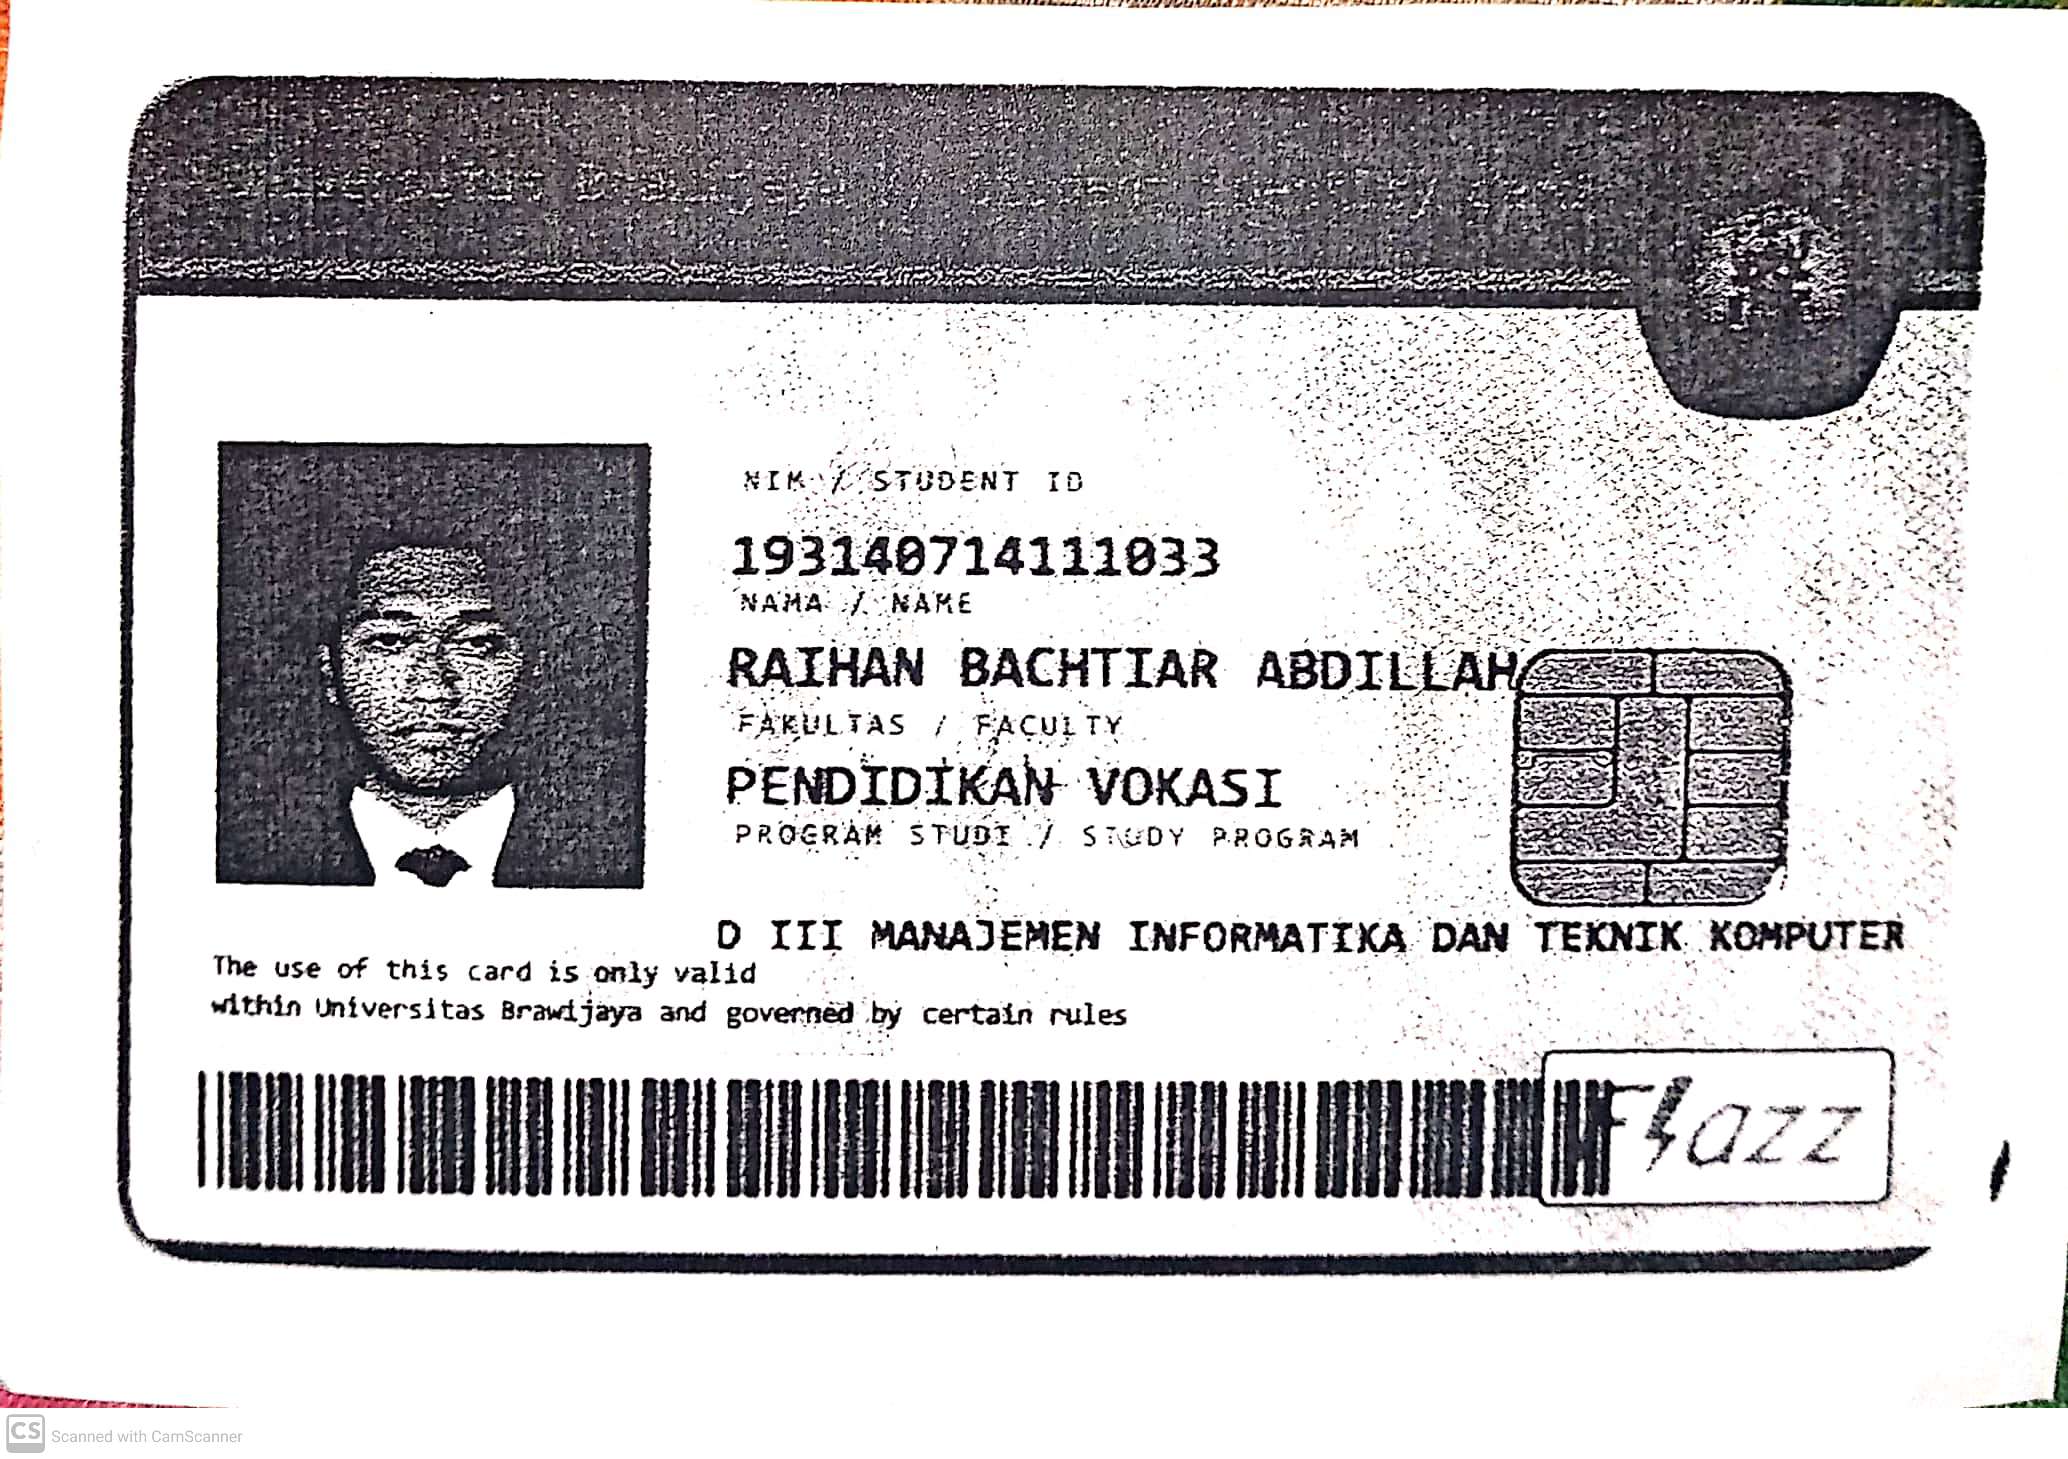 NIM / STUDENT ID
193140714111033
NAMA / NAME
RAIHAN BACHTIAR ABDILLAH
FAKULTAS / FACULTY
PENDIDIKAN VOKASI
PROGRAM STUDI / STUDY PROGRAM
D III MANAJEMEN INFORMATIKA DAN TEKNIK KOMPUTER
The use of this card is only valid
within Universitas Brawijaya and governed by certain rules
Flazz
CS Scanned with CamScanner